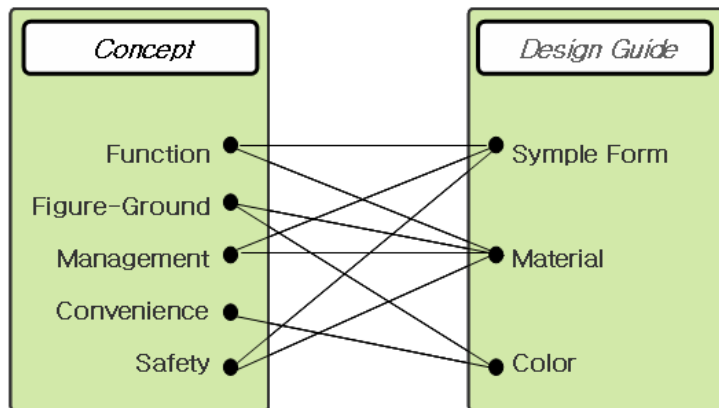 Concept
Function
Figure-Ground
Management
Convenience
Safety
Design Guide
Symple Form
Material
Color